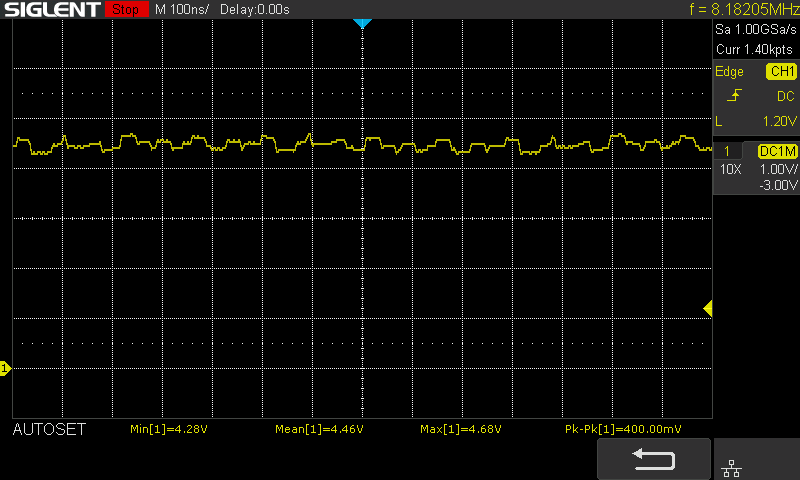 SIGLENT Stop M 100ns/ Delay:0.00s f = 8.18205MHz
Sa 1.00GSa/s
Curr 1.40kpts
Edge CH1
DC
L 1.20V
1 DC1M
10X 1.00V/
-3.00V
1
AUTOSET Min[1]=4.28V Mean[1]=4.46V Max[1]=4.68V Pk-Pk[1]=400.00mV